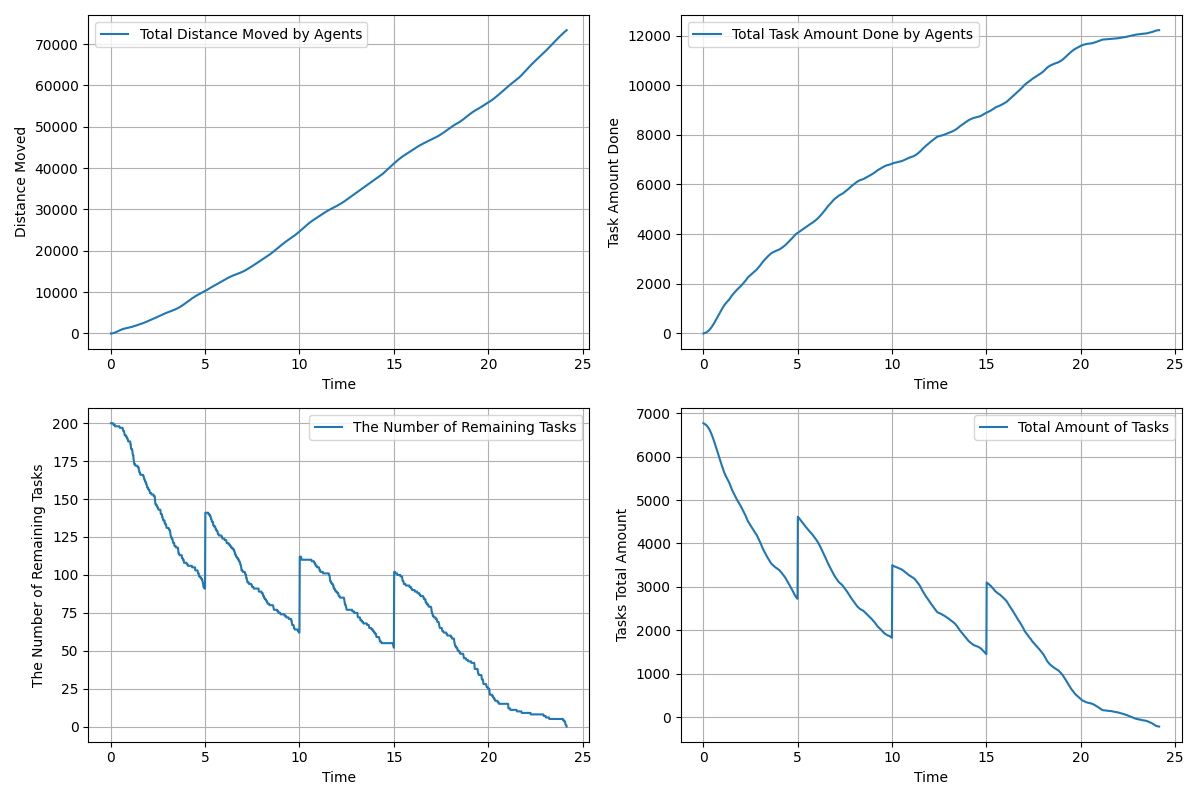 Total Distance Moved by Agents
70000
60000
50000
40000
30000
20000
10000
0
Distance Moved
0 5 10 15 20 25
Time
Total Task Amount Done by Agents
12000
10000
8000
6000
4000
2000
0
Task Amount Done
0 5 10 15 20 25
Time
The Number of Remaining Tasks
200
175
150
125
100
75
50
25
0
The Number of Remaining Tasks
0 5 10 15 20 25
Time
Total Amount of Tasks
7000
6000
5000
4000
3000
2000
1000
0
Tasks Total Amount
0 5 10 15 20 25
Time